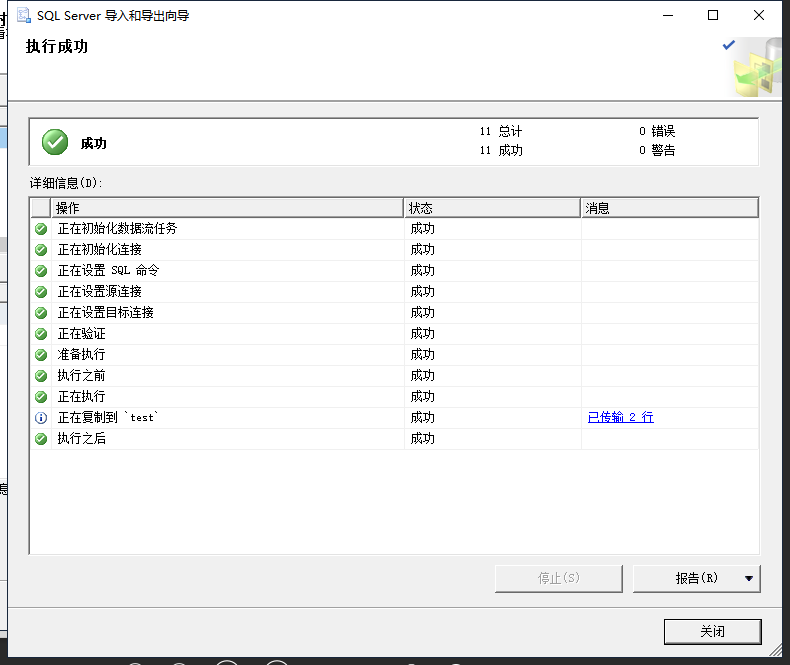 SQL Server 导入和导出向导
执行成功
成功
11 总计
0 错误
11 成功
0 警告
详细信息(D):
操作 状态 消息
正在初始化数据流任务 成功
正在初始化连接 成功
正在设置 SQL 命令 成功
正在设置源连接 成功
正在设置目标连接 成功
正在验证 成功
准备执行 成功
执行之前 成功
正在执行 成功
正在复制到 `test` 成功 已传输 2 行
执行之后 成功
停止(S) 报告(R)
关闭